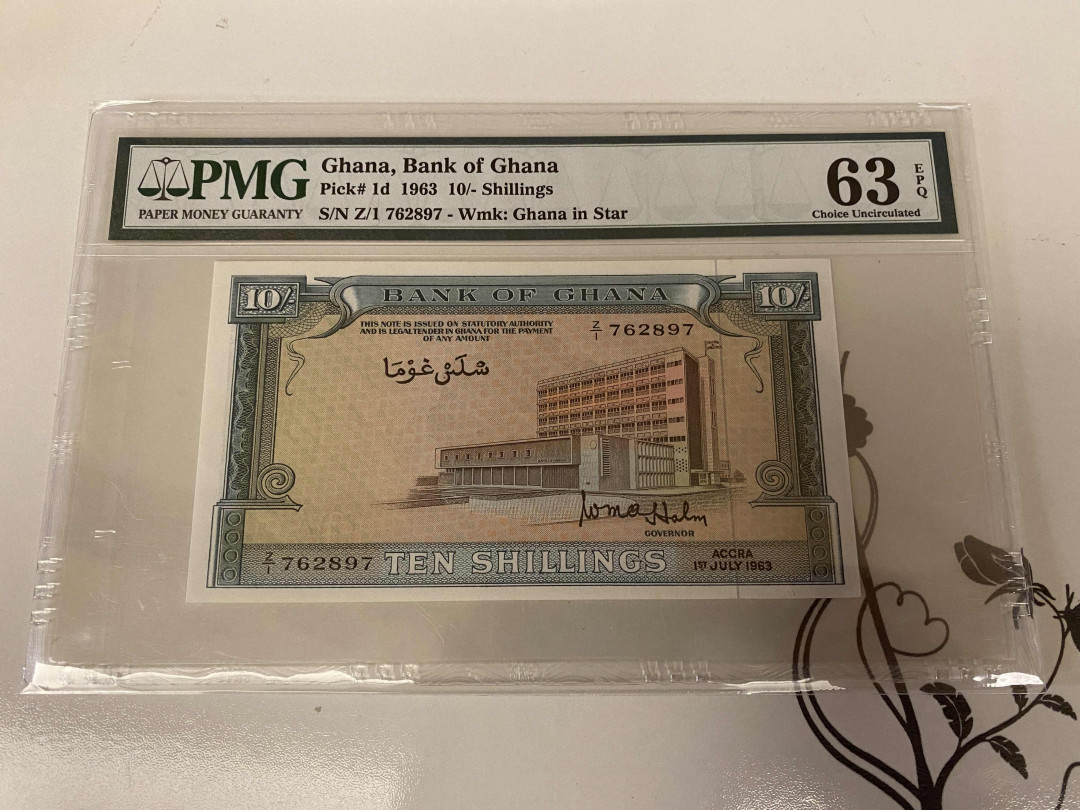 PMG
PAPER MONEY GUARANTY
Ghana, Bank of Ghana
Pick# 1d 1963 10/- Shillings
S/N Z/1 762897 - Wmk: Ghana in Star
63
EPQ
Choice Uncirculated
10/-
BANK OF GHANA
10/-
THIS NOTE IS ISSUED ON STATUTORY AUTHORITY
AND IS LEGAL TENDER IN GHANA FOR THE PAYMENT
OF ANY AMOUNT
Z/1 762897
شَلَنْ غُوْمَا
WMQ Halm
GOVERNOR
Z/1 762897
TEN SHILLINGS
ACCRA
1ST JULY 1963